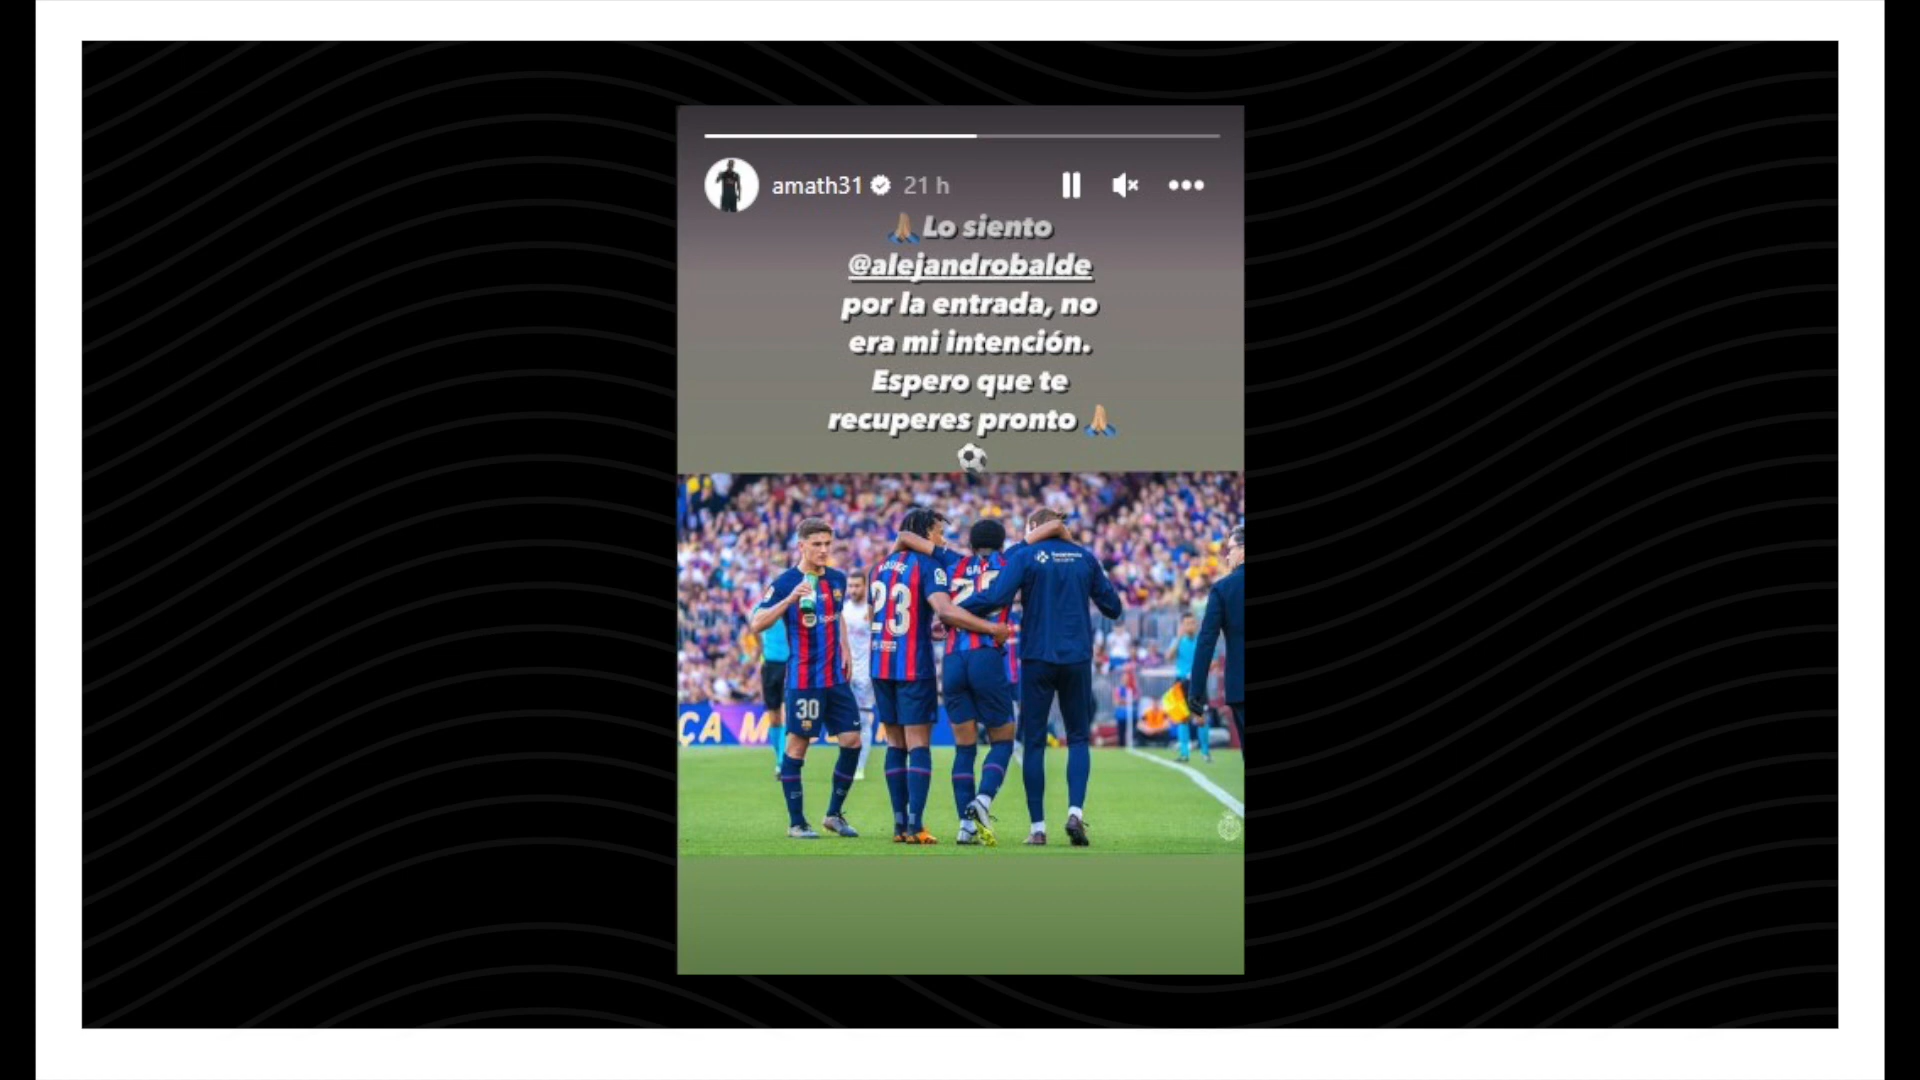 amath31 21 h
Lo siento
@alejandrobalde
por la entrada, no
era mi intención.
Espero que te
recuperes pronto
23
30